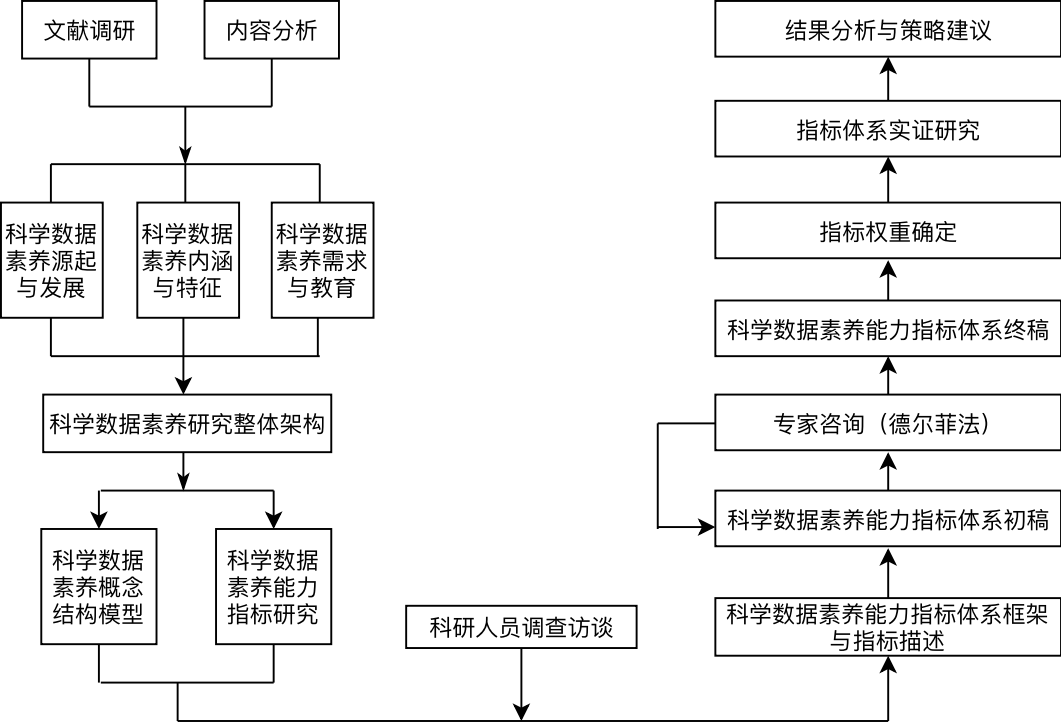 文献调研
内容分析
科学数据
素养源起
与发展
科学数据
素养内涵
与特征
科学数据
素养需求
与教育
科学数据素养研究整体架构
科学数据
素养概念
结构模型
科学数据
素养能力
指标研究
科研人员调查访谈
结果分析与策略建议
指标体系实证研究
指标权重确定
科学数据素养能力指标体系终稿
专家咨询（德尔菲法）
科学数据素养能力指标体系初稿
科学数据素养能力指标体系框架
与指标描述